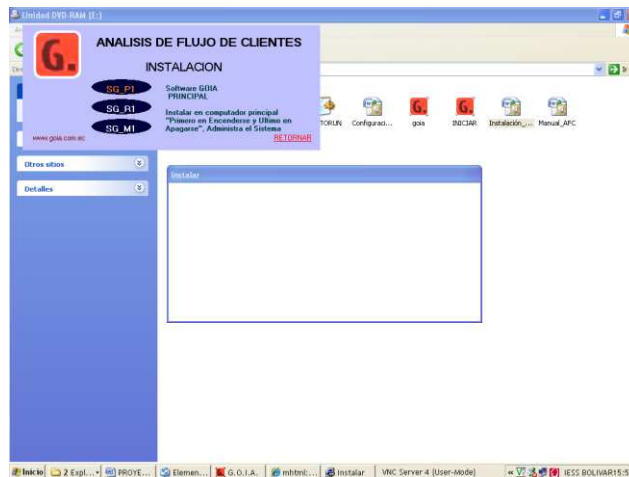 Unidad DVD-RAM (E:)
G.
ANALISIS DE FLUJO DE CLIENTES
INSTALACION
SG_P1
SG_R1
SG_M1
Software GOIA
PRINCIPAL
Instalar en computador principal
"Primero en Encenderse y Ultimo en
Apagarse", Administra el Sistema
www.goia.com.ec
RETORNAR
TORUN
Configuraci...
goia
INICIAR
Instalación_...
Manual_AFC
Otros sitios
Detalles
Instalar
Inicio
2 Expl...
PROYE...
Elemen...
G.O.I.A.
mhtml:...
Instalar
VNC Server 4 (User-Mode)
IESS BOLIVAR
15:5